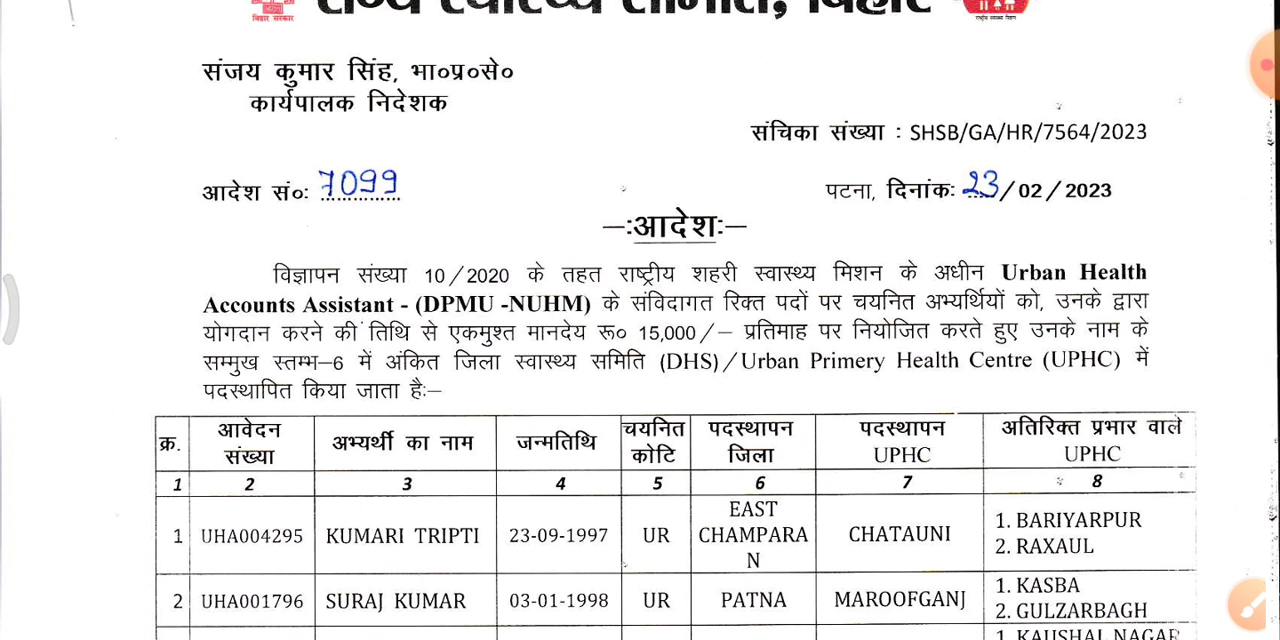 राज्य स्वास्थ्य समिति, बिहार
बिहार सरकार
संजय कुमार सिंह, भा०प्र०से०
कार्यपालक निदेशक
संचिका संख्या : SHSB/GA/HR/7564/2023
आदेश सं०: 7099
पटना, दिनांक: 23/02/2023
—:आदेश:—
विज्ञापन संख्या 10/2020 के तहत राष्ट्रीय शहरी स्वास्थ्य मिशन के अधीन Urban Health
Accounts Assistant - (DPMU -NUHM) के संविदागत रिक्त पदों पर चयनित अभ्यर्थियों को, उनके द्वारा
योगदान करने की तिथि से एकमुश्त मानदेय रू० 15,000/— प्रतिमाह पर नियोजित करते हुए उनके नाम के
सम्मुख स्तम्भ–6 में अंकित जिला स्वास्थ्य समिति (DHS)/Urban Primery Health Centre (UPHC) में
पदस्थापित किया जाता है:—
क्र. आवेदन संख्या अभ्यर्थी का नाम जन्मतिथि चयनित कोटि पदस्थापन जिला पदस्थापन UPHC अतिरिक्त प्रभार वाले UPHC
1 2 3 4 5 6 7 8
1 UHA004295 KUMARI TRIPTI 23-09-1997 UR EAST CHAMPARAN CHATAUNI 1. BARIYARPUR 2. RAXAUL
2 UHA001796 SURAJ KUMAR 03-01-1998 UR PATNA MAROOFGANJ 1. KASBA 2. GULZARBAGH
1. KAUSHAL NAGAR